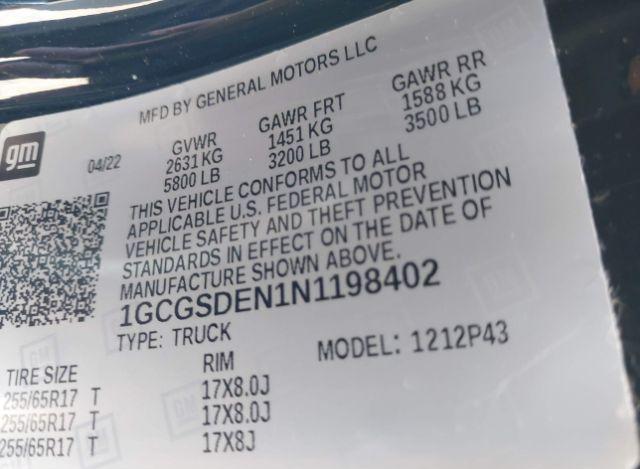 MFD BY GENERAL MOTORS LLC
gm
04/22
GVWR GAWR FRT GAWR RR
2631 KG 1451 KG 1588 KG
5800 LB 3200 LB 3500 LB
THIS VEHICLE CONFORMS TO ALL
APPLICABLE U.S. FEDERAL MOTOR
VEHICLE SAFETY AND THEFT PREVENTION
STANDARDS IN EFFECT ON THE DATE OF
MANUFACTURE SHOWN ABOVE.
1GCGSDEN1N1198402
TYPE: TRUCK MODEL: 1212P43
TIRE SIZE RIM
255/65R17 T 17X8.0J
255/65R17 T 17X8.0J
255/65R17 T 17X8J